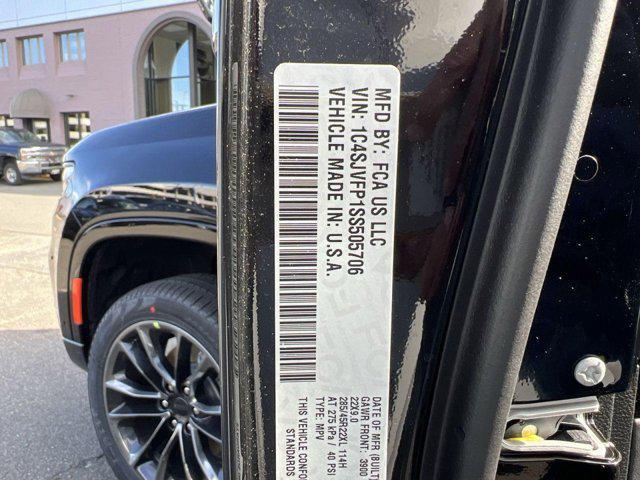 MFD BY: FCA US LLC
VIN: 1C4SJVFP1SS505706
VEHICLE MADE IN: U.S.A.
DATE OF MFR (BUILT
GAWR FRONT: 3900
22X9.0
285/45R22XL 114H
AT 275 kPa / 40 PSI
TYPE: MPV
THIS VEHICLE CONFO
STANDARDS